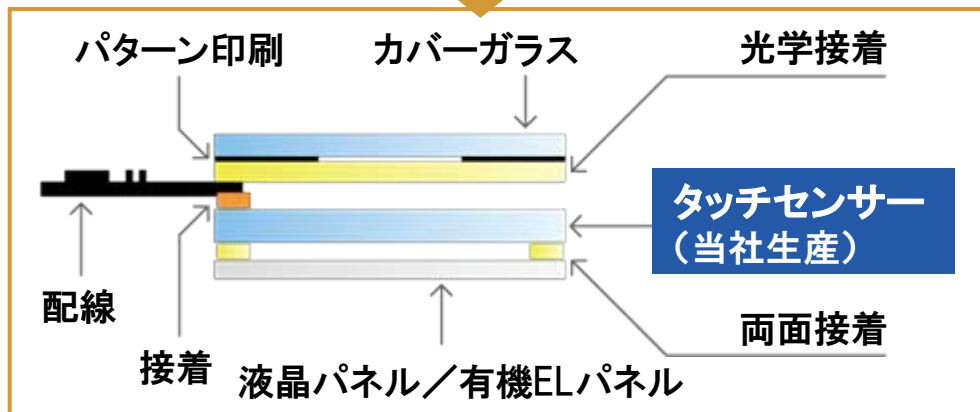 パターン印刷
カバーガラス
光学接着
タッチセンサー
（当社生産）
配線
接着
液晶パネル／有機ELパネル
両面接着